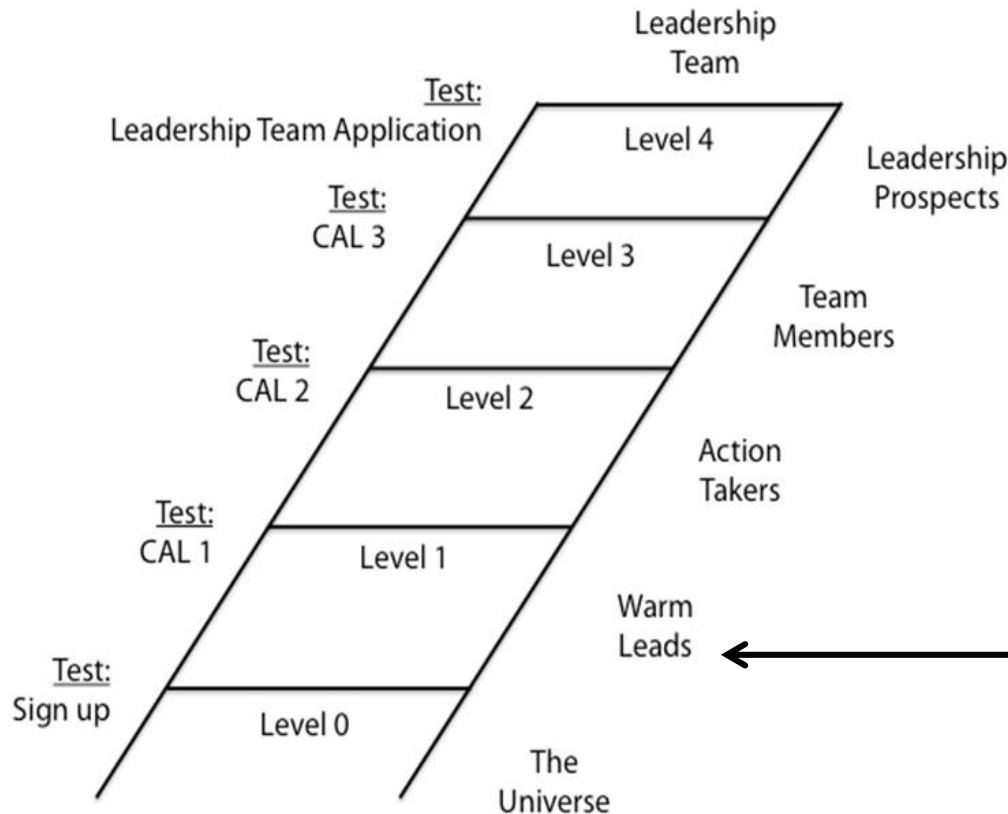 Leadership
Team
Test:
Leadership Team Application
Level 4
Leadership
Prospects
Test:
CAL 3
Level 3
Team
Members
Test:
CAL 2
Level 2
Action
Takers
Test:
CAL 1
Level 1
Warm
Leads
Test:
Sign up
Level 0
The
Universe